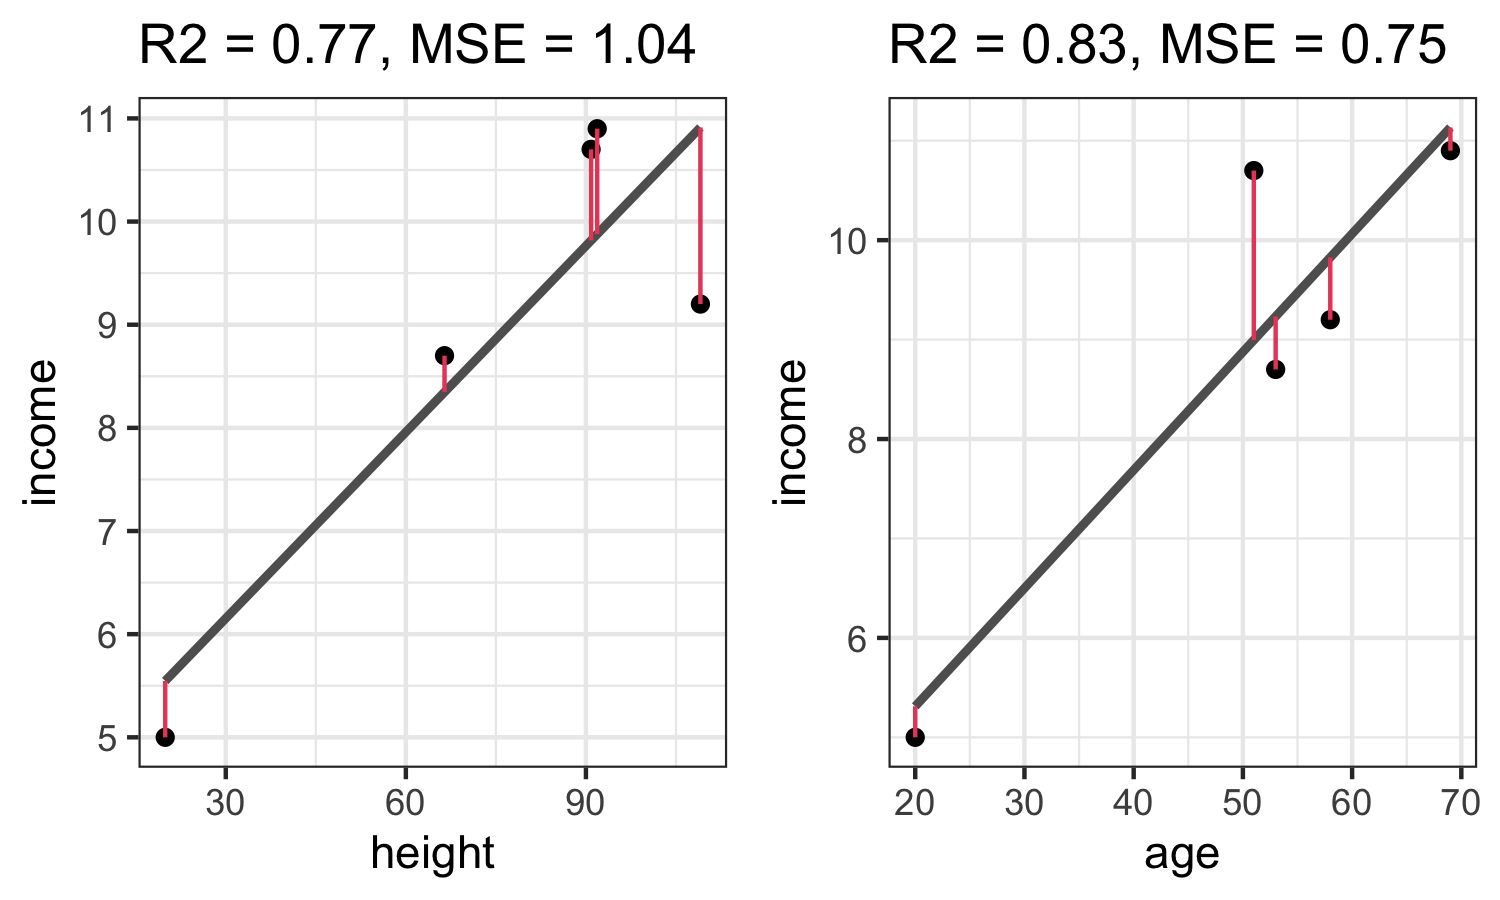 R2 = 0.77, MSE = 1.04
11
10
9
8
7
6
5
income
30 60 90
height
R2 = 0.83, MSE = 0.75
10
8
6
income
20 30 40 50 60 70
age